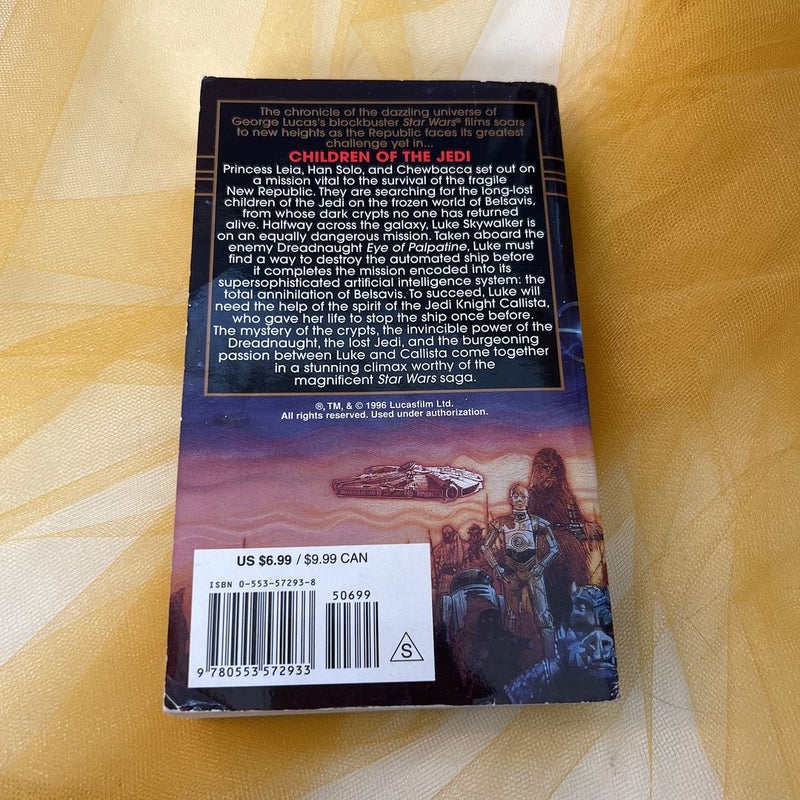 The chronicle of the dazzling universe of
George Lucas's blockbuster Star Wars® films soars
to new heights as the Republic faces its greatest
challenge yet in...
CHILDREN OF THE JEDI
Princess Leia, Han Solo, and Chewbacca set out on
a mission vital to the survival of the fragile
New Republic. They are searching for the long-lost
children of the Jedi on the frozen world of Belsavis,
from whose dark crypts no one has returned
alive. Halfway across the galaxy, Luke Skywalker is
on an equally dangerous mission. Taken aboard the
enemy Dreadnaught Eye of Palpatine, Luke must
find a way to destroy the automated ship before
it completes the mission encoded into its
supersophisticated artificial intelligence system: the
total annihilation of Belsavis. To succeed, Luke will
need the help of the spirit of the Jedi Knight Callista,
who gave her life to stop the ship once before.
The mystery of the crypts, the invincible power of the
Dreadnaught, the lost Jedi, and the burgeoning
passion between Luke and Callista come together
in a stunning climax worthy of the
magnificent Star Wars saga.
®, TM, & © 1996 Lucasfilm Ltd.
All rights reserved. Used under authorization.
US $6.99 / $9.99 CAN
ISBN 0-553-57293-8
50699
S
9 780553 572933